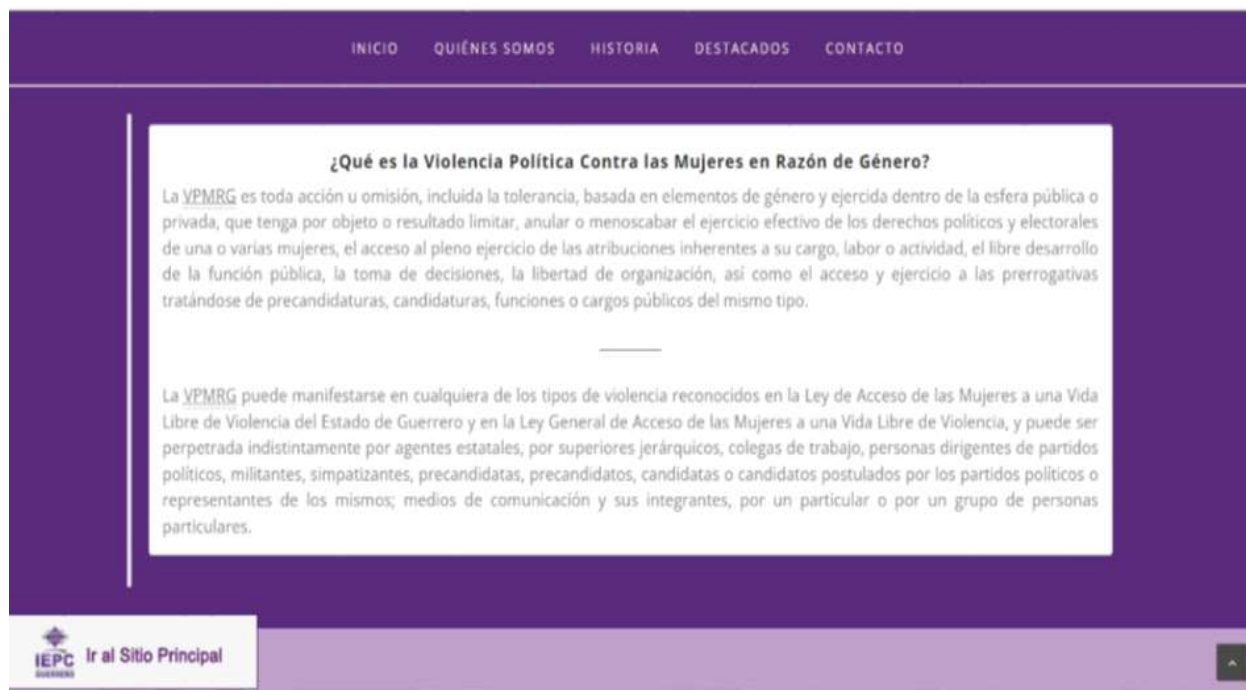 INICIO QUIÉNES SOMOS HISTORIA DESTACADOS CONTACTO
¿Qué es la Violencia Política Contra las Mujeres en Razón de Género?
La VPMRG es toda acción u omisión, incluida la tolerancia, basada en elementos de género y ejercida dentro de la esfera pública o
privada, que tenga por objeto o resultado limitar, anular o menoscabar el ejercicio efectivo de los derechos políticos y electorales
de una o varias mujeres, el acceso al pleno ejercicio de las atribuciones inherentes a su cargo, labor o actividad, el libre desarrollo
de la función pública, la toma de decisiones, la libertad de organización, así como el acceso y ejercicio a las prerrogativas
tratándose de precandidaturas, candidaturas, funciones o cargos públicos del mismo tipo.
La VPMRG puede manifestarse en cualquiera de los tipos de violencia reconocidos en la Ley de Acceso de las Mujeres a una Vida
Libre de Violencia del Estado de Guerrero y en la Ley General de Acceso de las Mujeres a una Vida Libre de Violencia, y puede ser
perpetrada indistintamente por agentes estatales, por superiores jerárquicos, colegas de trabajo, personas dirigentes de partidos
políticos, militantes, simpatizantes, precandidatas, precandidatos, candidatas o candidatos postulados por los partidos políticos o
representantes de los mismos; medios de comunicación y sus integrantes, por un particular o por un grupo de personas
particulares.
IEPC
GUERRERO
Ir al Sitio Principal